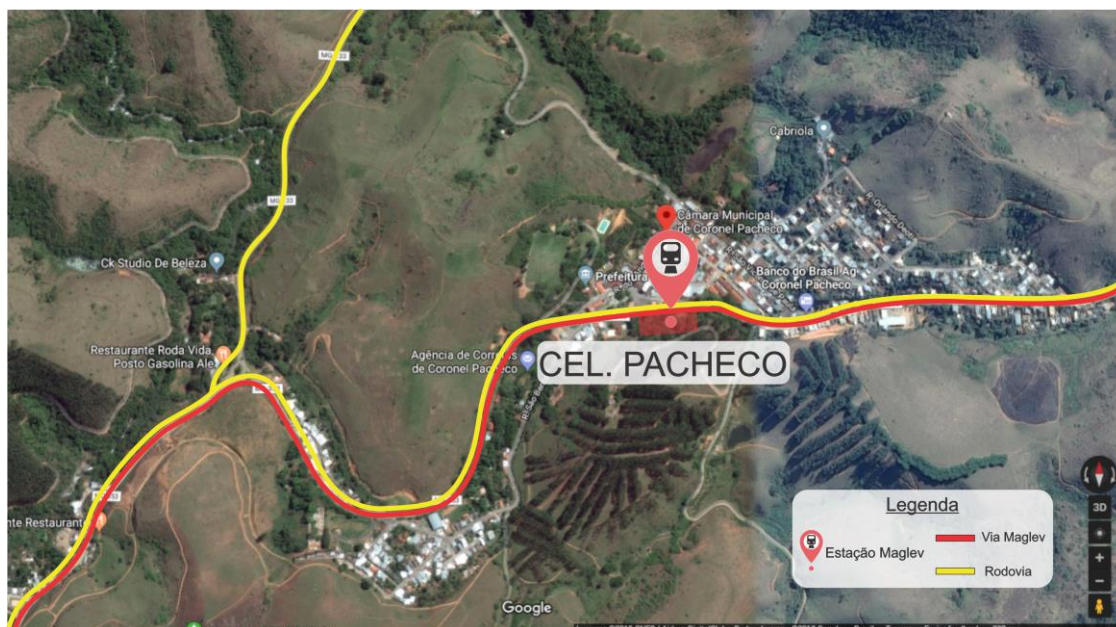 Cabriola
Câmara Municipal
de Coronel Pacheco
Ck Studio De Beleza
Prefeitura
Banco do Brasil Ag.
Coronel Pacheco
Restaurante Roda Vida,
Posto Gasolina Ale
Agência de Correios
de Coronel Pacheco
CEL. PACHECO
nte Restaurant
Legenda
Estação Maglev
Via Maglev
Rodovia
3D
Google